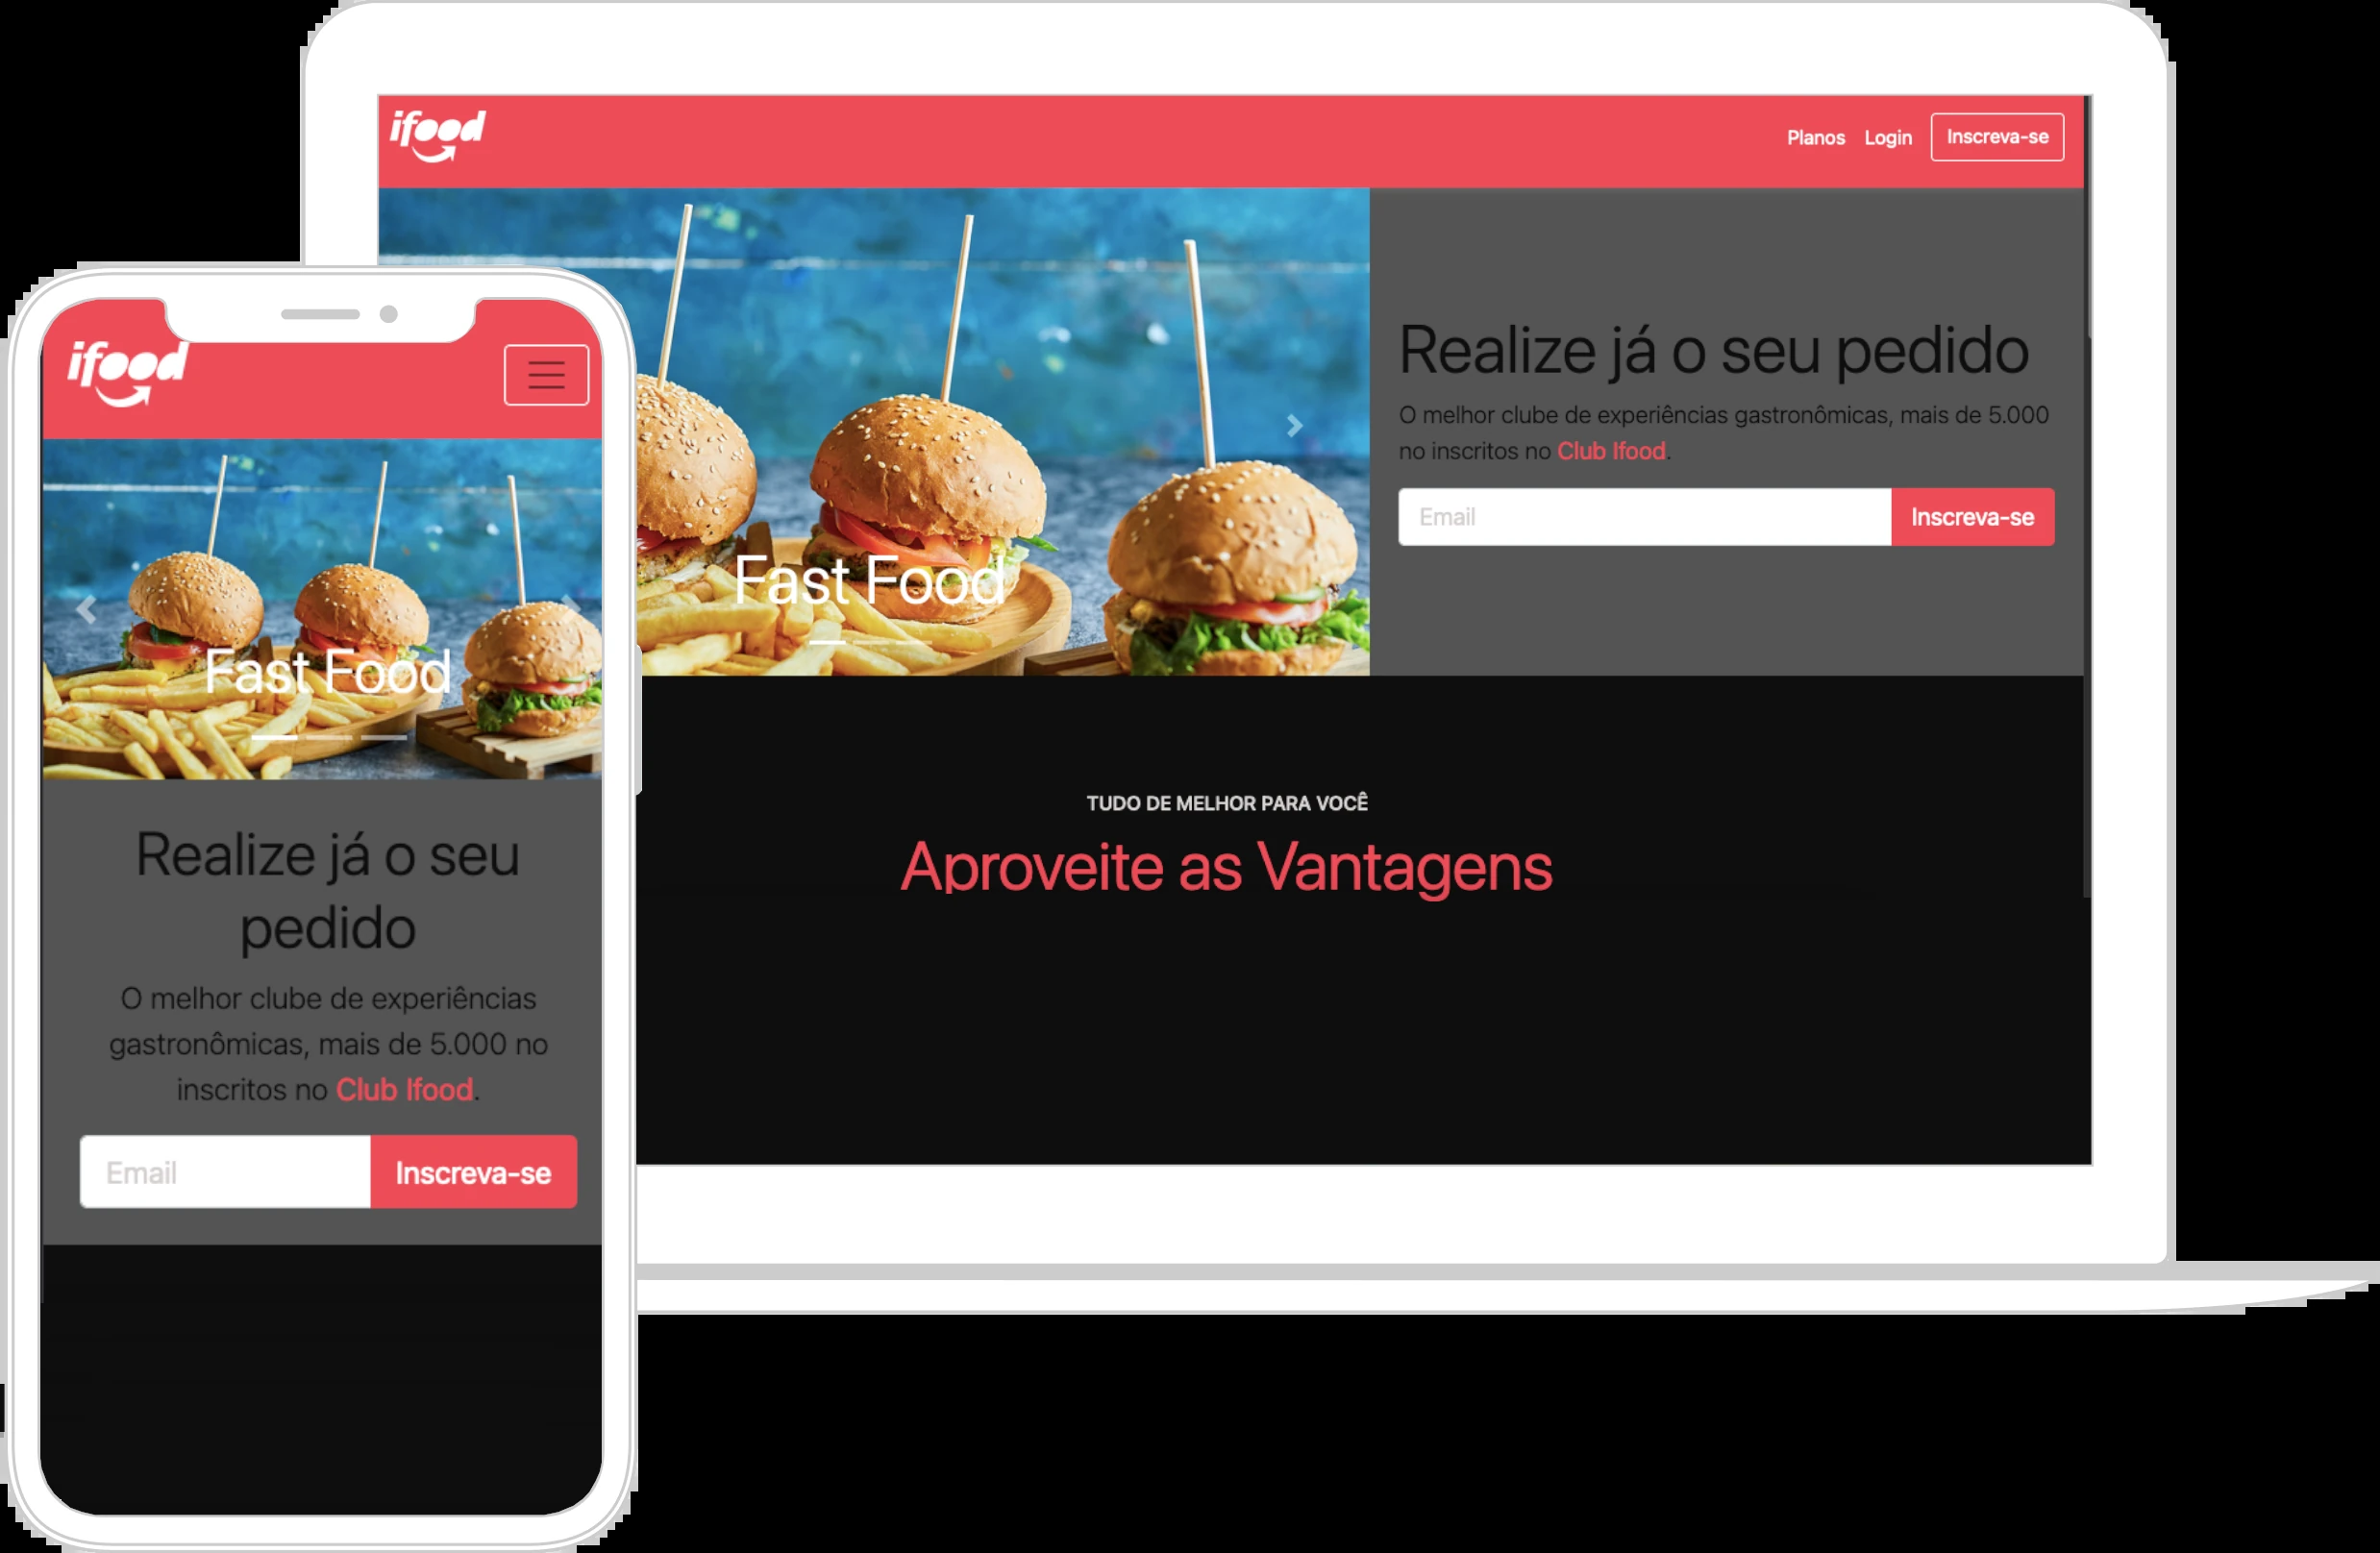 ifood
Planos Login Inscreva-se
Fast Food
Realize já o seu pedido
O melhor clube de experiências gastronômicas, mais de 5.000
no inscritos no Club Ifood.
Email Inscreva-se
TUDO DE MELHOR PARA VOCÊ
Aproveite as Vantagens
ifood
Fast Food
Realize já o seu
pedido
O melhor clube de experiências
gastronômicas, mais de 5.000 no
inscritos no Club Ifood.
Email Inscreva-se